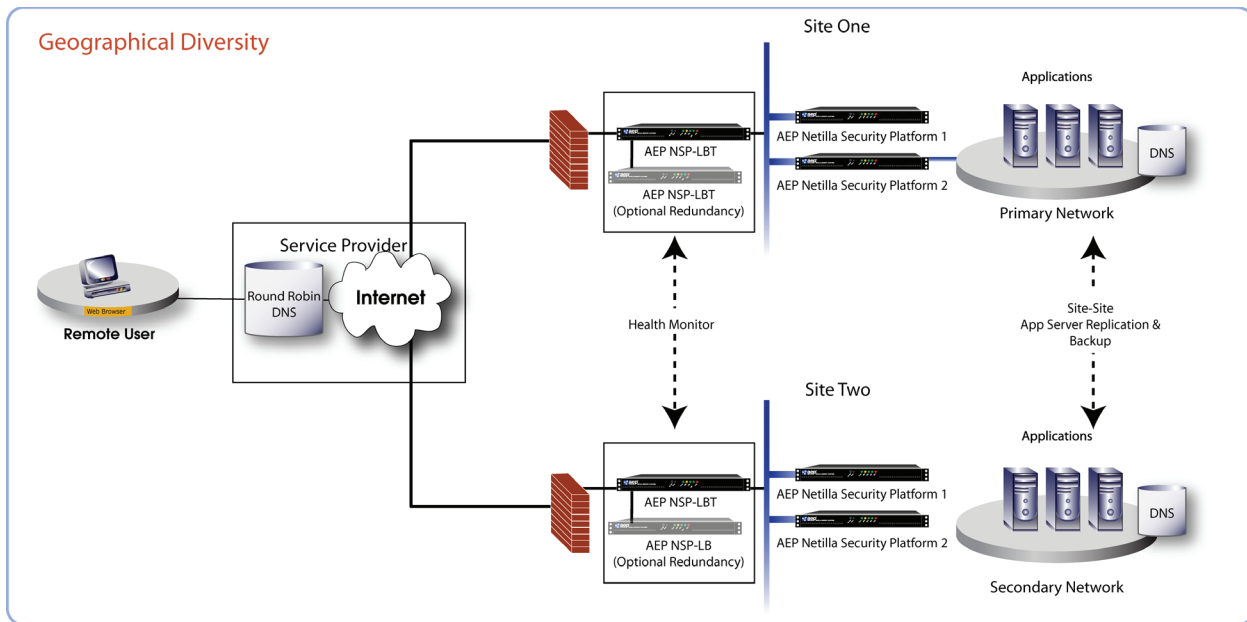 Geographical Diversity
Site One
Applications
AEP NSP-LBT
AEP NSP-LBT
(Optional Redundancy)
AEP Netilla Security Platform 1
AEP Netilla Security Platform 2
DNS
Primary Network
Service Provider
Round Robin
DNS
Internet
Web Browser
Remote User
Health Monitor
Site-Site
App Server Replication &
Backup
Site Two
Applications
AEP NSP-LBT
AEP NSP-LB
(Optional Redundancy)
AEP Netilla Security Platform 1
AEP Netilla Security Platform 2
DNS
Secondary Network